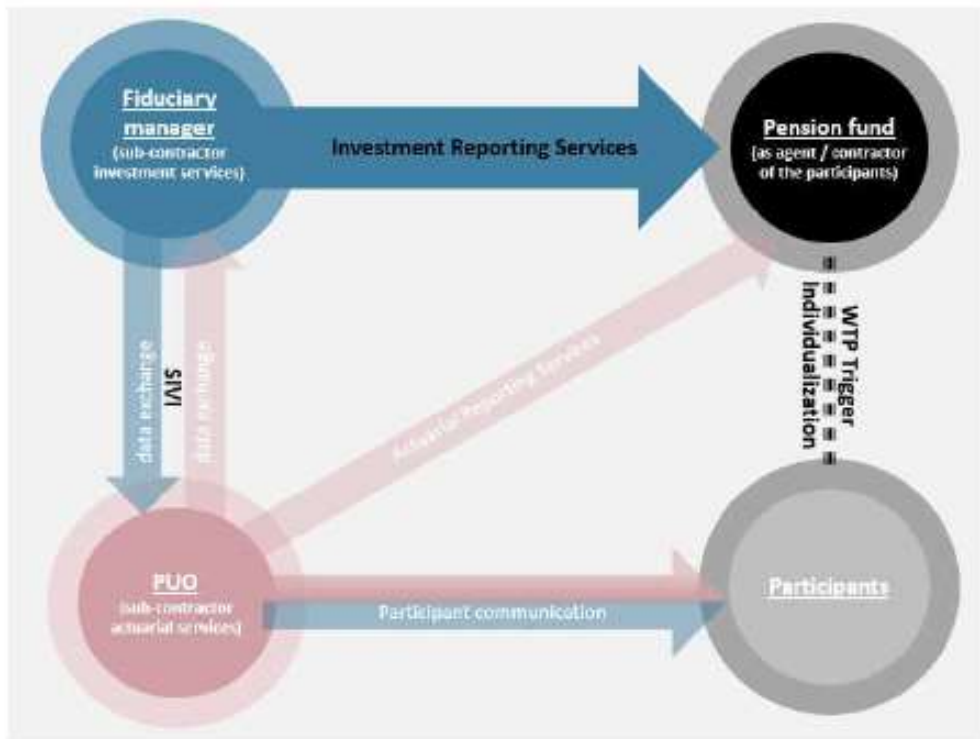 Fiduciary
manager
(sub-contractor
investment services)
Investment Reporting Services
Pension fund
(as agent / contractor
of the participants)
data exchange
SIVI
data exchange
Actuarial Reporting Services
WTP Trigger
Individualization
PUO
(sub-contractor
actuarial services)
Participant communication
Participants